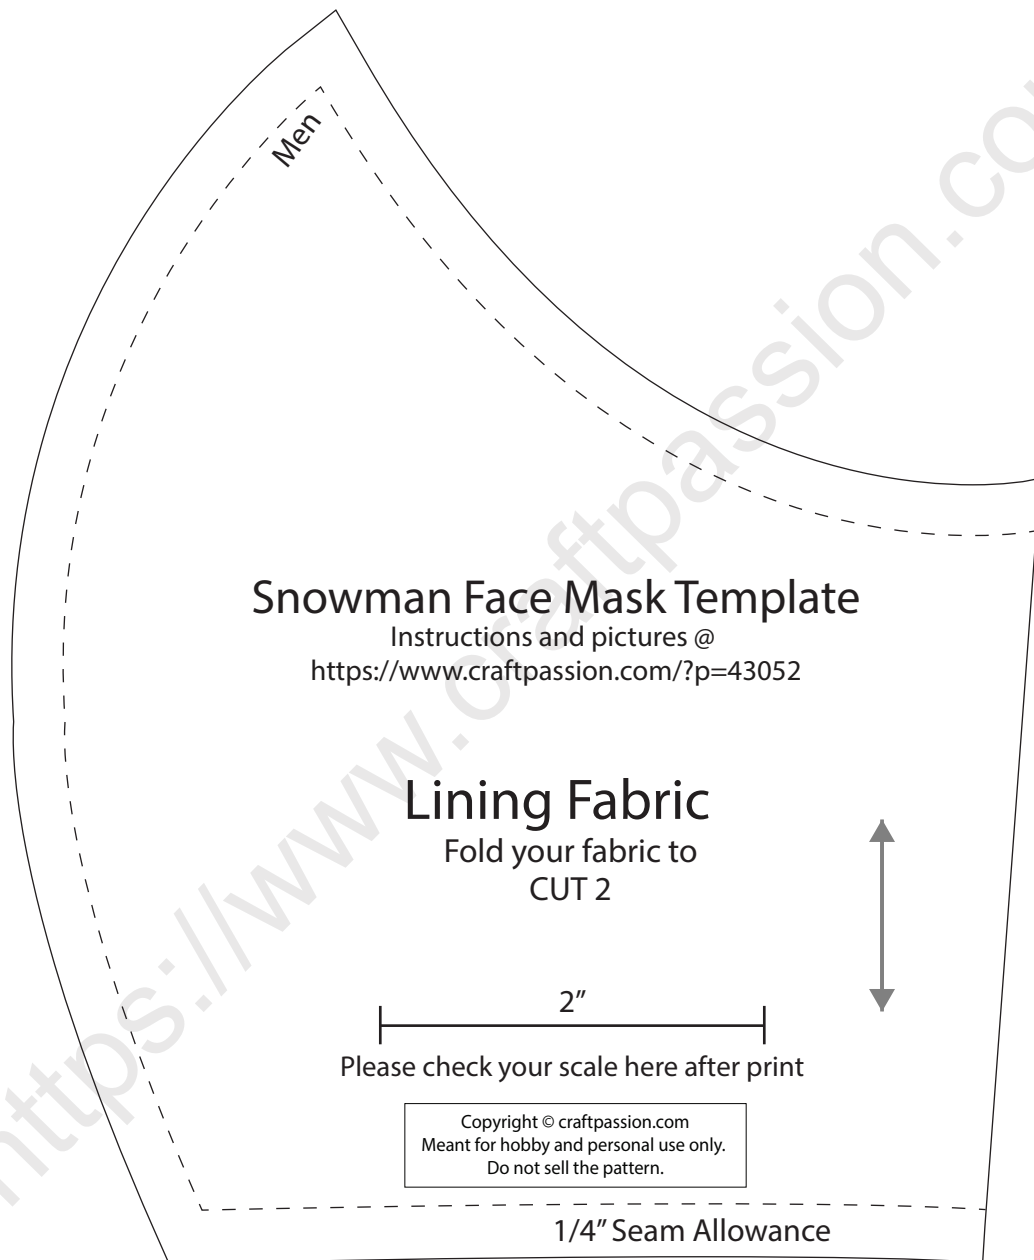 Men
Snowman Face Mask Template
Instructions and pictures @
https://www.craftpassion.com/?p=43052
Lining Fabric
Fold your fabric to
CUT 2
2”
Please check your scale here after print
Copyright © craftpassion.com
Meant for hobby and personal use only.
Do not sell the pattern.
1/4” Seam Allowance
https://www.craftpassion.co